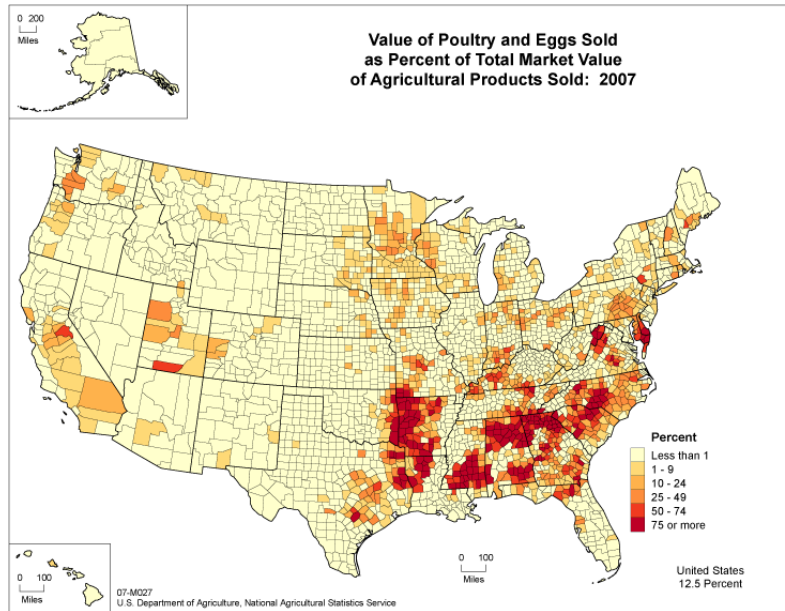 0 200
Miles
Value of Poultry and Eggs Sold
as Percent of Total Market Value
of Agricultural Products Sold: 2007
Percent
Less than 1
1 - 9
10 - 24
25 - 49
50 - 74
75 or more
0 100
Miles
0 100
Miles
United States
12.5 Percent
07-M027
U.S. Department of Agriculture, National Agricultural Statistics Service